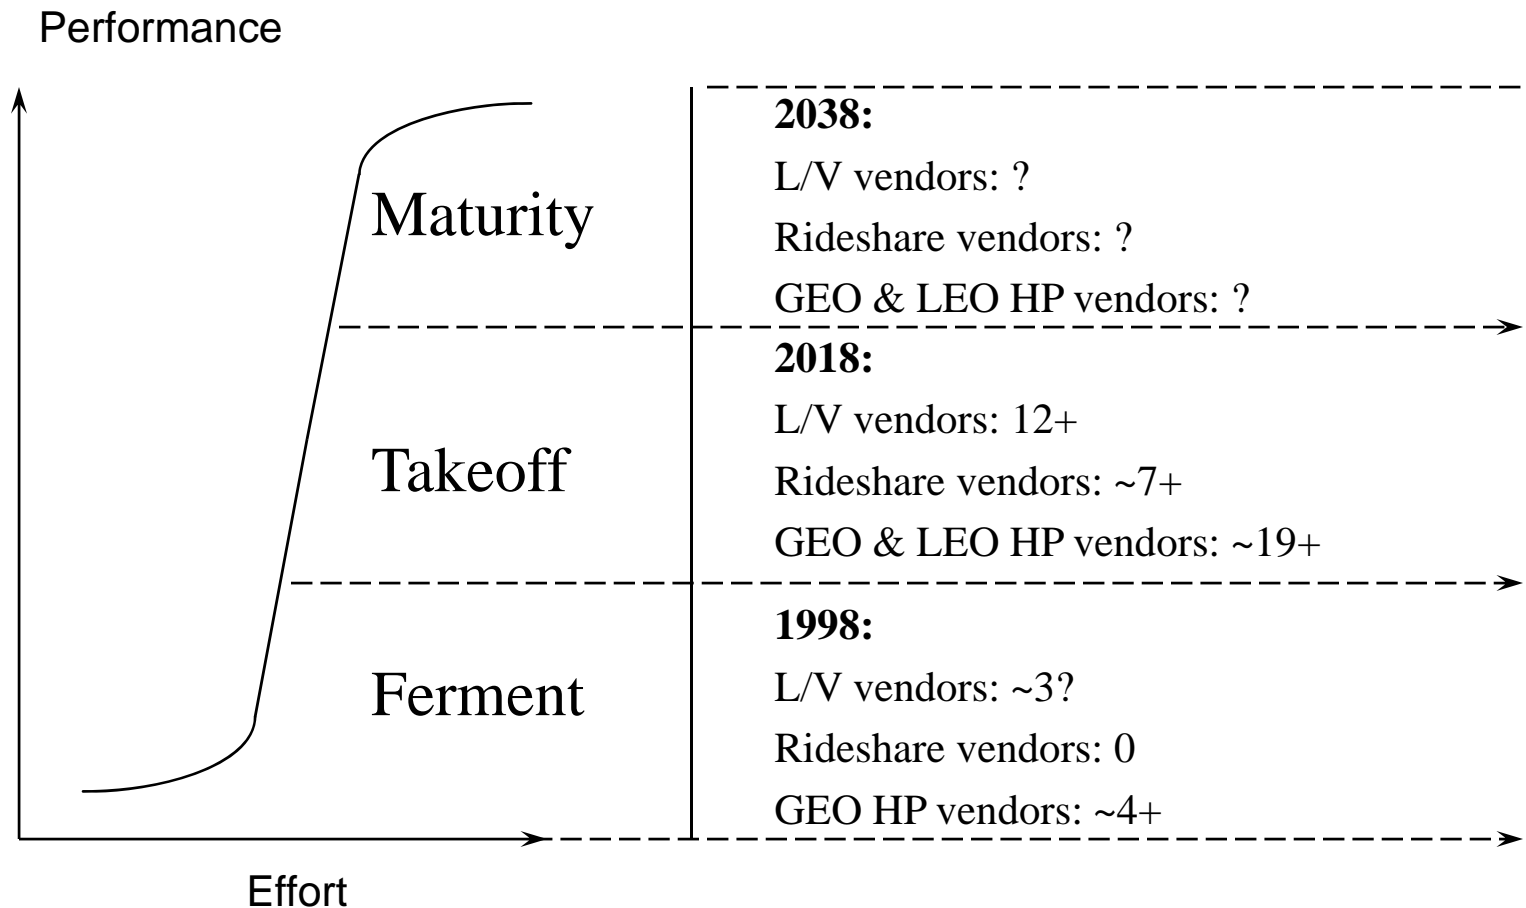 Performance
Maturity
2038:
L/V vendors: ?
Rideshare vendors: ?
GEO & LEO HP vendors: ?
Takeoff
2018:
L/V vendors: 12+
Rideshare vendors: ~7+
GEO & LEO HP vendors: ~19+
Ferment
1998:
L/V vendors: ~3?
Rideshare vendors: 0
GEO HP vendors: ~4+
Effort